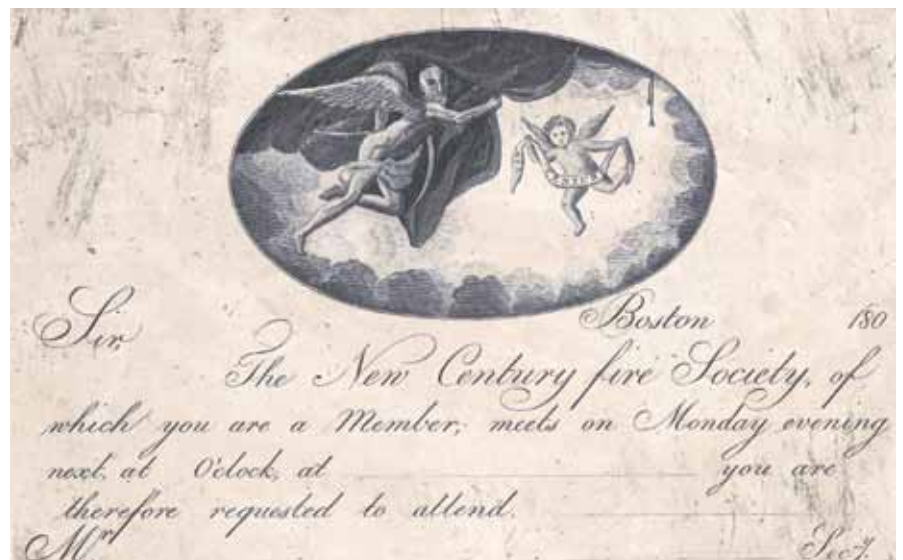 Boston 180
Sir,
The New Century fire Society, of
which you are a Member, meets on Monday evening
next, at O'clock, at you are
therefore requested to attend.
Mr Sec'y.